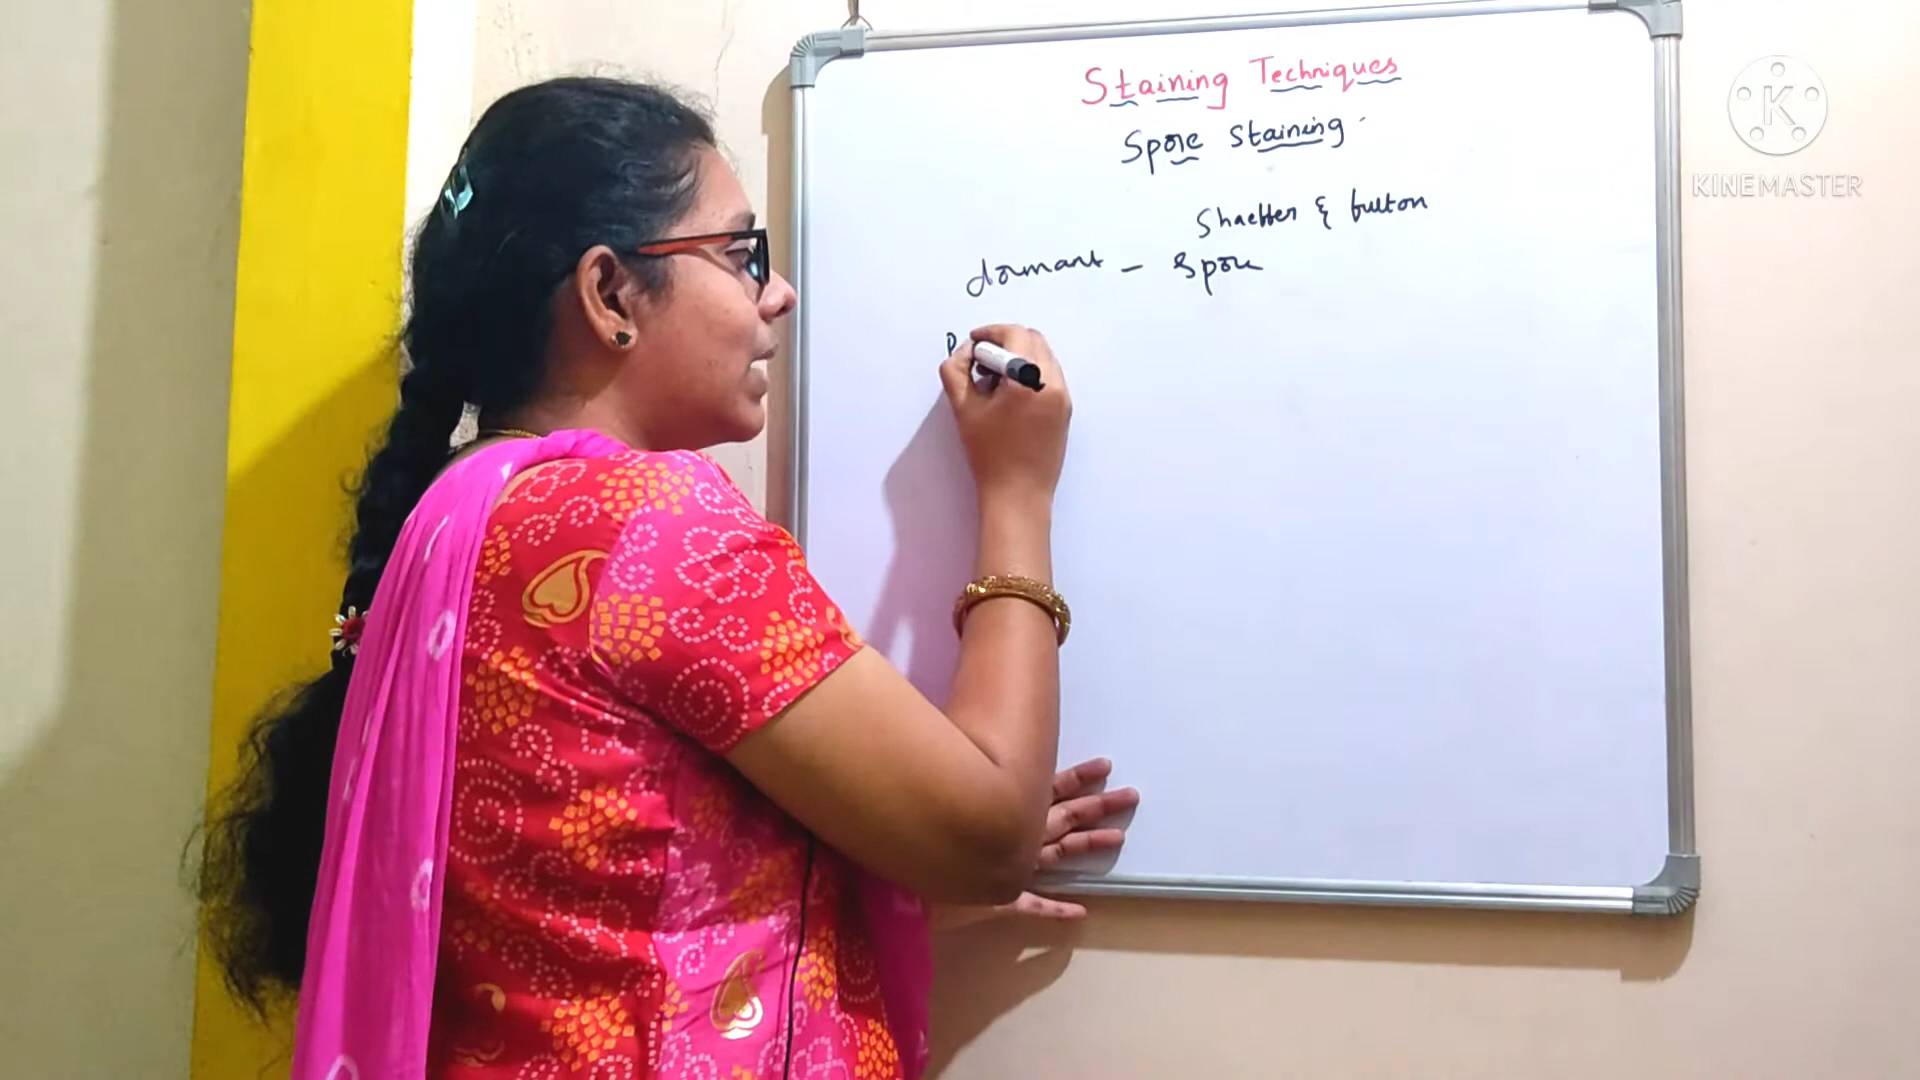 Staining Techniques
Spore staining
Shaeffer & fulton
dormant - Spore
K
KINEMASTER